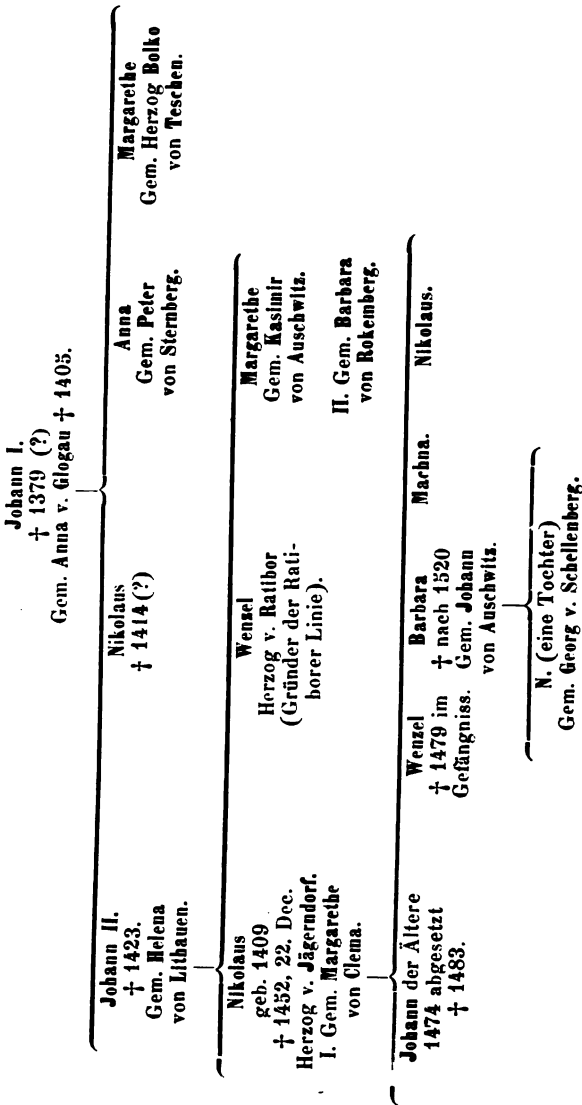 Johann I.
† 1379 (?)
Gem. Anna v. Glogau † 1405.
Johann II.
† 1423.
Gem. Helena
von Lithauen.
Nikolaus
† 1414 (?)
Anna
Gem. Peter
von Sternberg.
Margarethe
Gem. Herzog Bolko
von Teschen.
Nikolaus
geb. 1409
† 1452, 22. Dec.
Herzog v. Jägerndorf.
I. Gem. Margarethe
von Clema.
Wenzel
Herzog v. Ratibor
(Gründer der Rati-
borer Linie).
Margarethe
Gem. Kasimir
von Auschwitz.
II. Gem. Barbara
von Rokemberg.
Johann der Ältere
1474 abgesetzt
† 1483.
Wenzel
† 1479 im
Gefängniss.
Barbara
† nach 1520
Gem. Johann
von Auschwitz.
Machna.
Nikolaus.
N. (eine Tochter)
Gem. Georg v. Schellenberg.